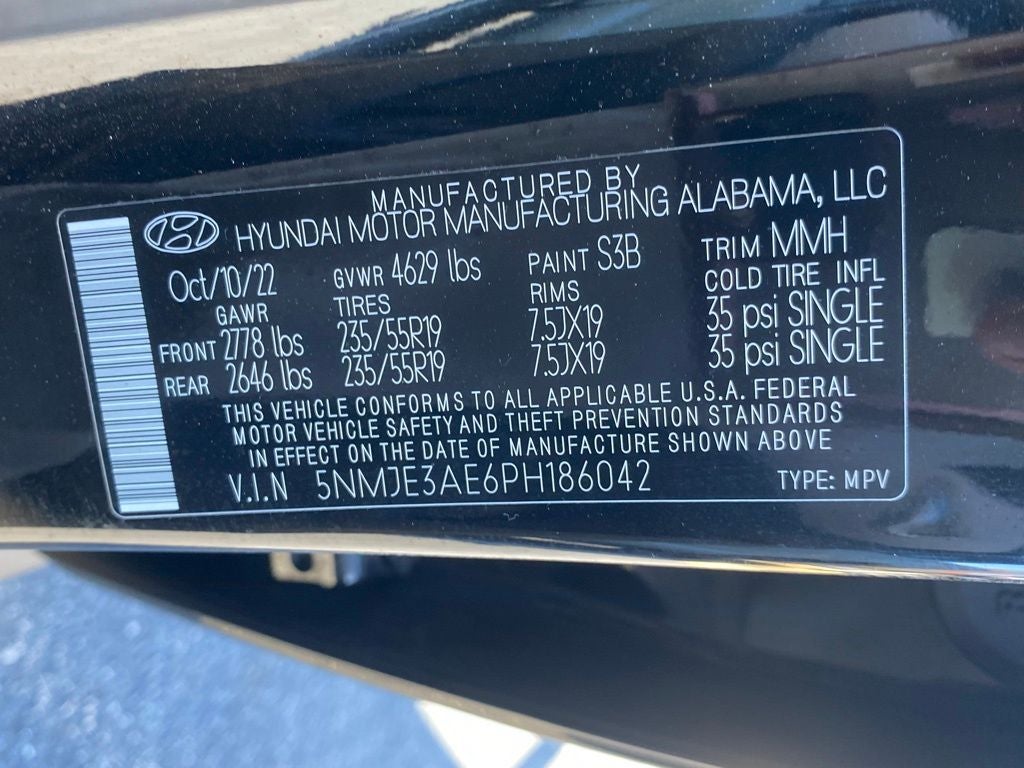 MANUFACTURED BY
HYUNDAI MOTOR MANUFACTURING ALABAMA, LLC
Oct/10/22 GVWR 4629 lbs PAINT S3B TRIM MMH
GAWR TIRES RIMS COLD TIRE INFL
FRONT 2778 lbs 235/55R19 7.5JX19 35 psi SINGLE
REAR 2646 lbs 235/55R19 7.5JX19 35 psi SINGLE
THIS VEHICLE CONFORMS TO ALL APPLICABLE U.S.A. FEDERAL
MOTOR VEHICLE SAFETY AND THEFT PREVENTION STANDARDS
IN EFFECT ON THE DATE OF MANUFACTURE SHOWN ABOVE
V.I.N 5NMJE3AE6PH186042 TYPE: MPV